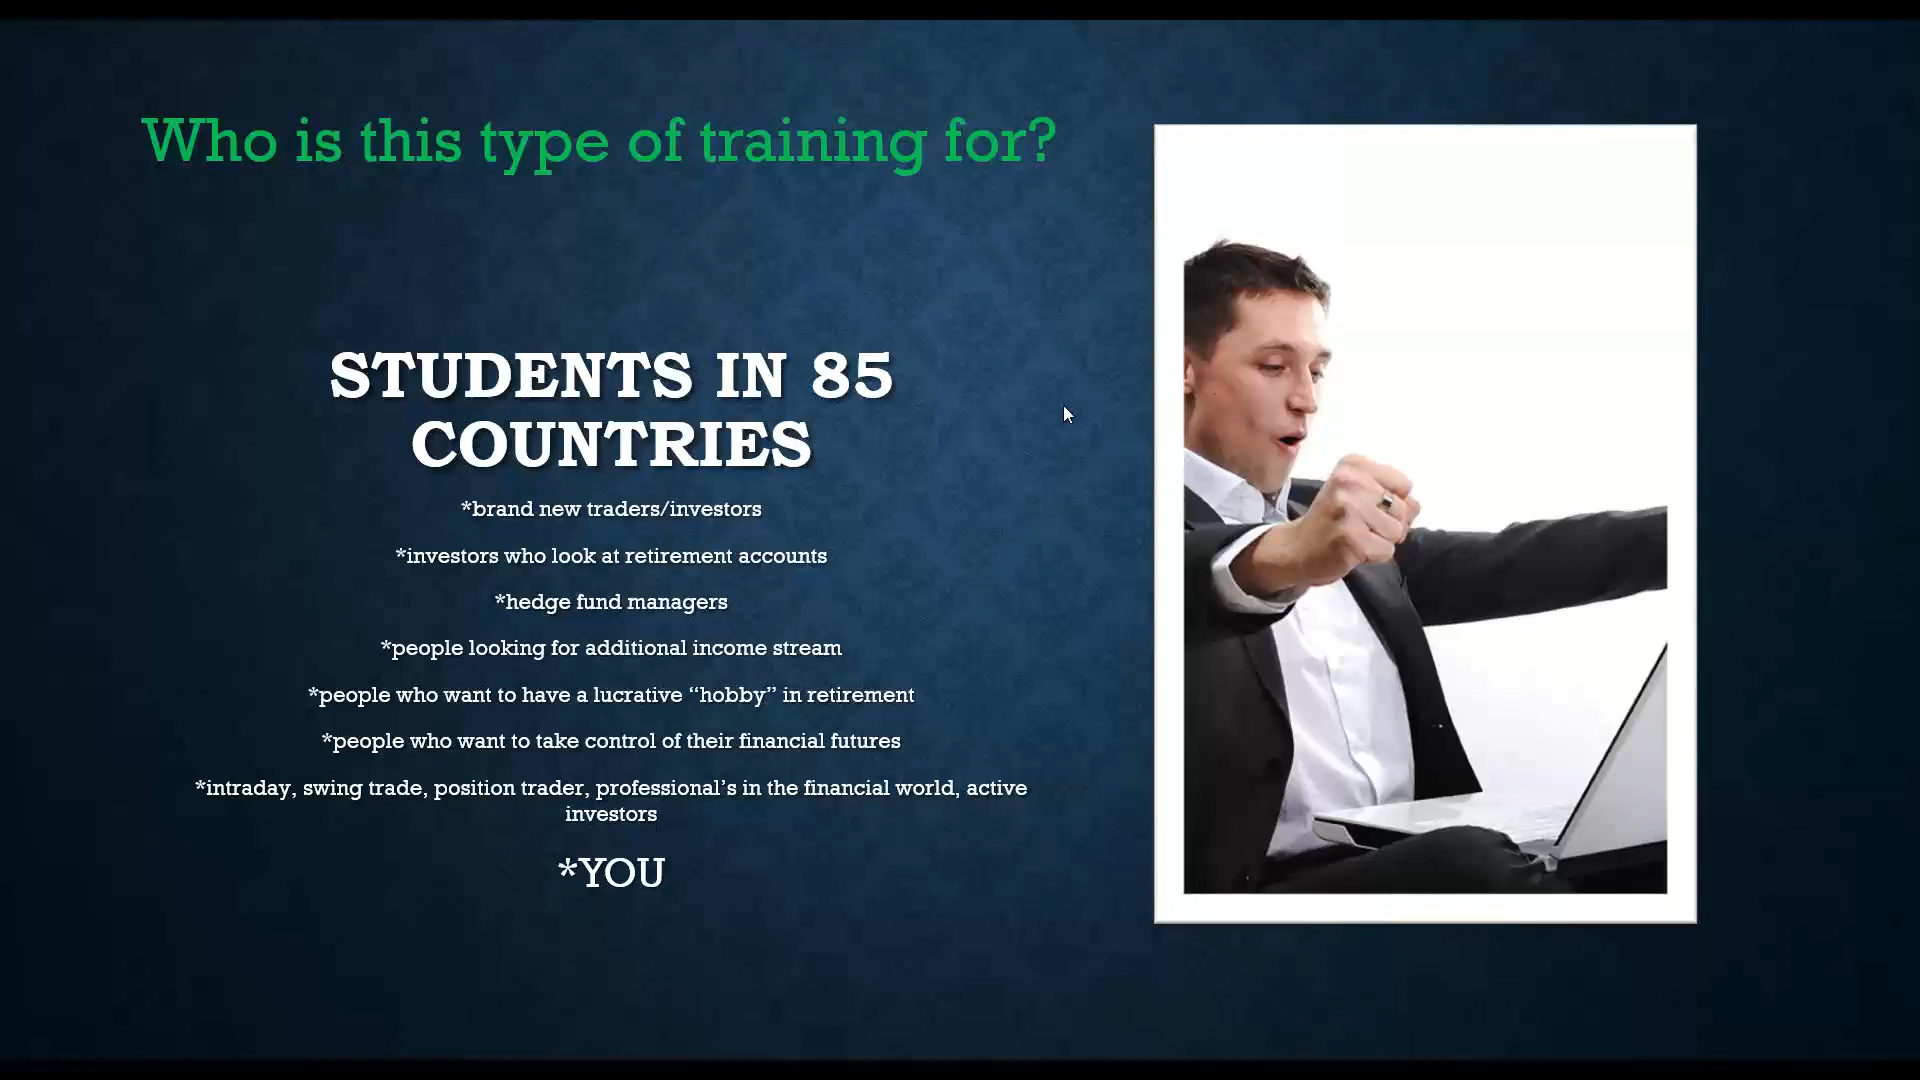 Who is this type of training for?
STUDENTS IN 85
COUNTRIES
*brand new traders/investors
*investors who look at retirement accounts
*hedge fund managers
*people looking for additional income stream
*people who want to have a lucrative “hobby” in retirement
*people who want to take control of their financial futures
*intraday, swing trade, position trader, professional’s in the financial world, active
investors
*YOU